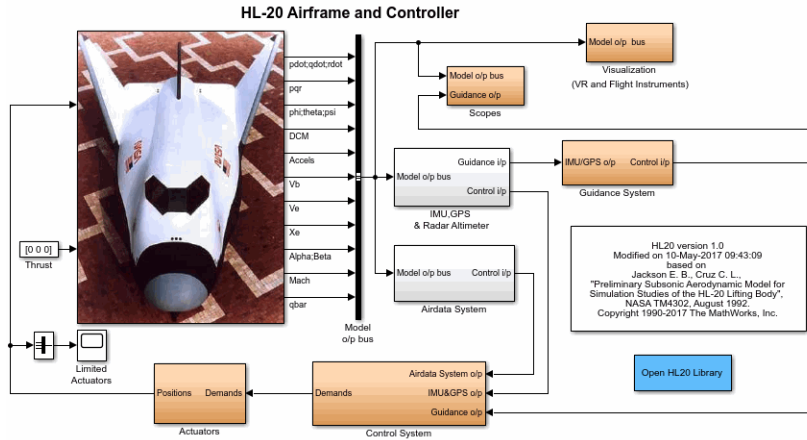 HL-20 Airframe and Controller
pdot;qdot;rdot
pqr
phi;theta;psi
DCM
Accels
Vb
Ve
Xe
Alpha;Beta
Mach
qbar
[0 0 0]
Thrust
Model
o/p bus
Model o/p bus
Visualization
(VR and Flight Instruments)
Model o/p bus
Guidance o/p
Scopes
Model o/p bus
Guidance i/p
Control i/p
IMU,GPS
& Radar Altimeter
IMU/GPS o/p
Control i/p
Guidance System
Model o/p bus
Control i/p
Airdata System
HL20 version 1.0
Modified on 10-May-2017 09:43:09
based on
Jackson E. B., Cruz C. L.,
"Preliminary Subsonic Aerodynamic Model for
Simulation Studies of the HL-20 Lifting Body",
NASA TM4302, August 1992.
Copyright 1990-2017 The MathWorks, Inc.
Open HL20 Library
Limited
Actuators
Positions
Demands
Actuators
Demands
Airdata System o/p
IMU&GPS o/p
Guidance o/p
Control System